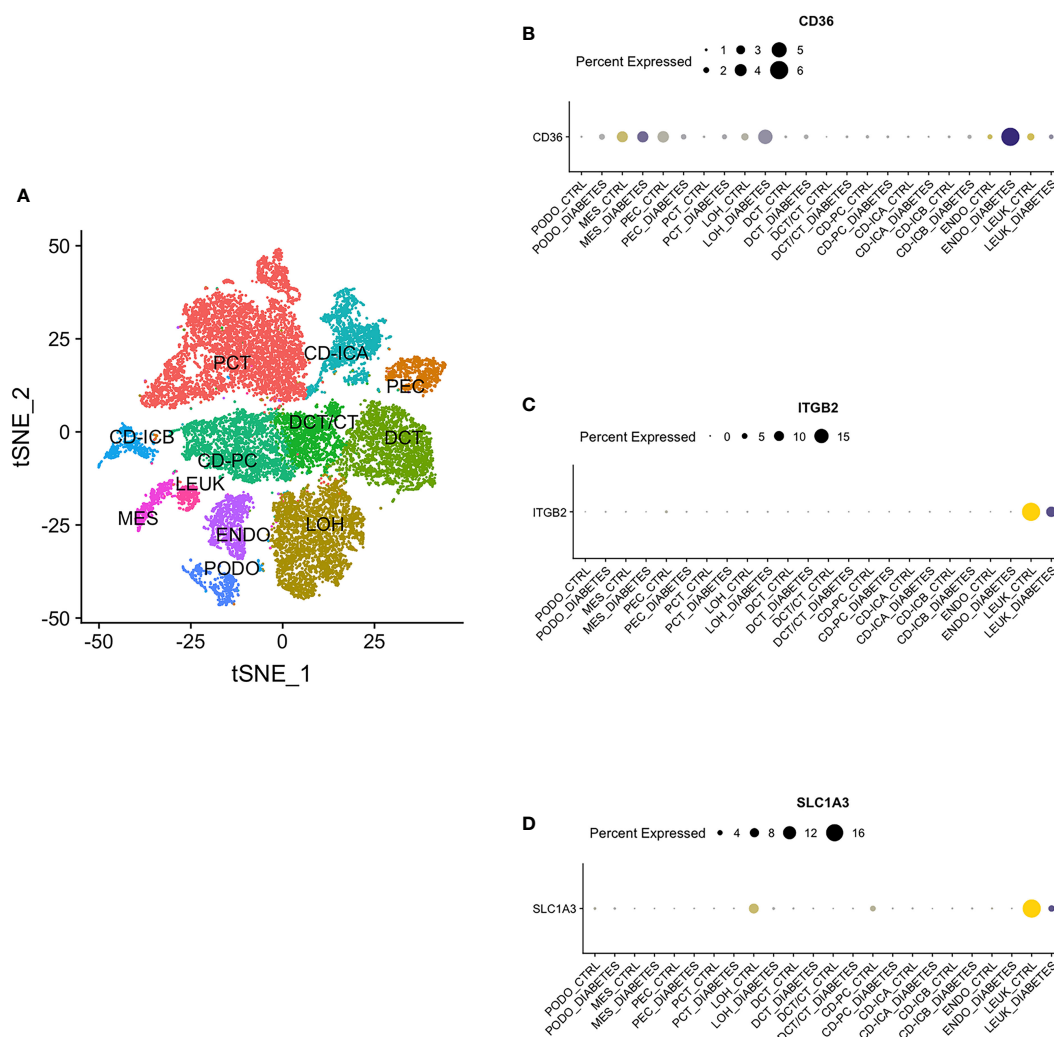 A
50
25
0
-25
-50
-50
-25
0
25
tSNE_1
tSNE_2
PCT
CD-ICA
PEC
DCT/CT
DCT
CD-ICB
CD-PC
LEUK
MES
ENDO
LOH
PODO
B
CD36
Percent Expressed
1 3 5
2 4 6
CD36
PODO_CTRL
PODO_DIABETES
MES_CTRL
MES_DIABETES
PEC_CTRL
PEC_DIABETES
PCT_CTRL
PCT_DIABETES
LOH_CTRL
LOH_DIABETES
DCT_CTRL
DCT_DIABETES
DCT/CT_CTRL
DCT/CT_DIABETES
CD-PC_CTRL
CD-PC_DIABETES
CD-ICA_CTRL
CD-ICA_DIABETES
CD-ICB_CTRL
CD-ICB_DIABETES
ENDO_CTRL
ENDO_DIABETES
LEUK_CTRL
LEUK_DIABETES
C
ITGB2
Percent Expressed 0 5 10 15
ITGB2
PODO_CTRL
PODO_DIABETES
MES_CTRL
MES_DIABETES
PEC_CTRL
PEC_DIABETES
PCT_CTRL
PCT_DIABETES
LOH_CTRL
LOH_DIABETES
DCT_CTRL
DCT_DIABETES
DCT/CT_CTRL
DCT/CT_DIABETES
CD-PC_CTRL
CD-PC_DIABETES
CD-ICA_CTRL
CD-ICA_DIABETES
CD-ICB_CTRL
CD-ICB_DIABETES
ENDO_CTRL
ENDO_DIABETES
LEUK_CTRL
LEUK_DIABETES
D
SLC1A3
Percent Expressed 4 8 12 16
SLC1A3
PODO_CTRL
PODO_DIABETES
MES_CTRL
MES_DIABETES
PEC_CTRL
PEC_DIABETES
PCT_CTRL
PCT_DIABETES
LOH_CTRL
LOH_DIABETES
DCT_CTRL
DCT_DIABETES
DCT/CT_CTRL
DCT/CT_DIABETES
CD-PC_CTRL
CD-PC_DIABETES
CD-ICA_CTRL
CD-ICA_DIABETES
CD-ICB_CTRL
CD-ICB_DIABETES
ENDO_CTRL
ENDO_DIABETES
LEUK_CTRL
LEUK_DIABETES